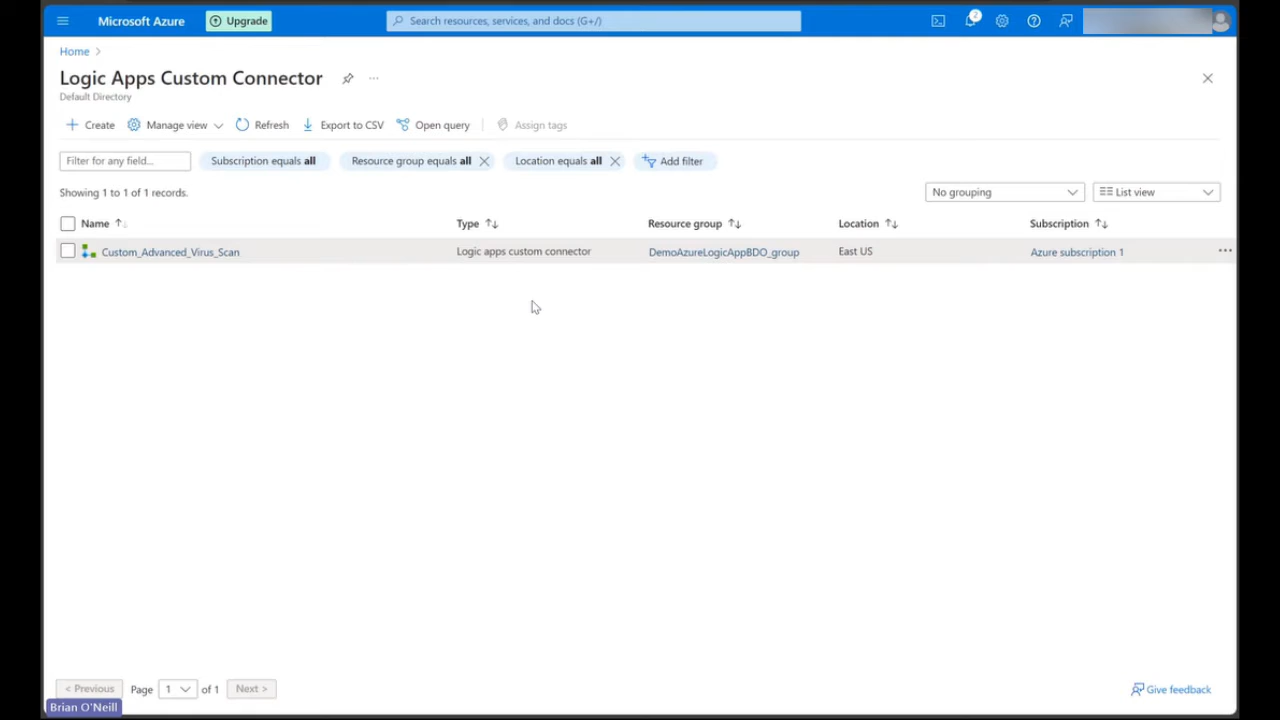 Microsoft Azure Upgrade Search resources, services, and docs (G+/) 2
Home
Logic Apps Custom Connector
Default Directory
Create Manage view Refresh Export to CSV Open query Assign tags
Filter for any field... Subscription equals all Resource group equals all Location equals all Add filter
Showing 1 to 1 of 1 records. No grouping List view
Name Type Resource group Location Subscription
Custom_Advanced_Virus_Scan Logic apps custom connector DemoAzureLogicAppBDO_group East US Azure subscription 1
< Previous Page 1 of 1 Next > Give feedback
Brian O'Neill